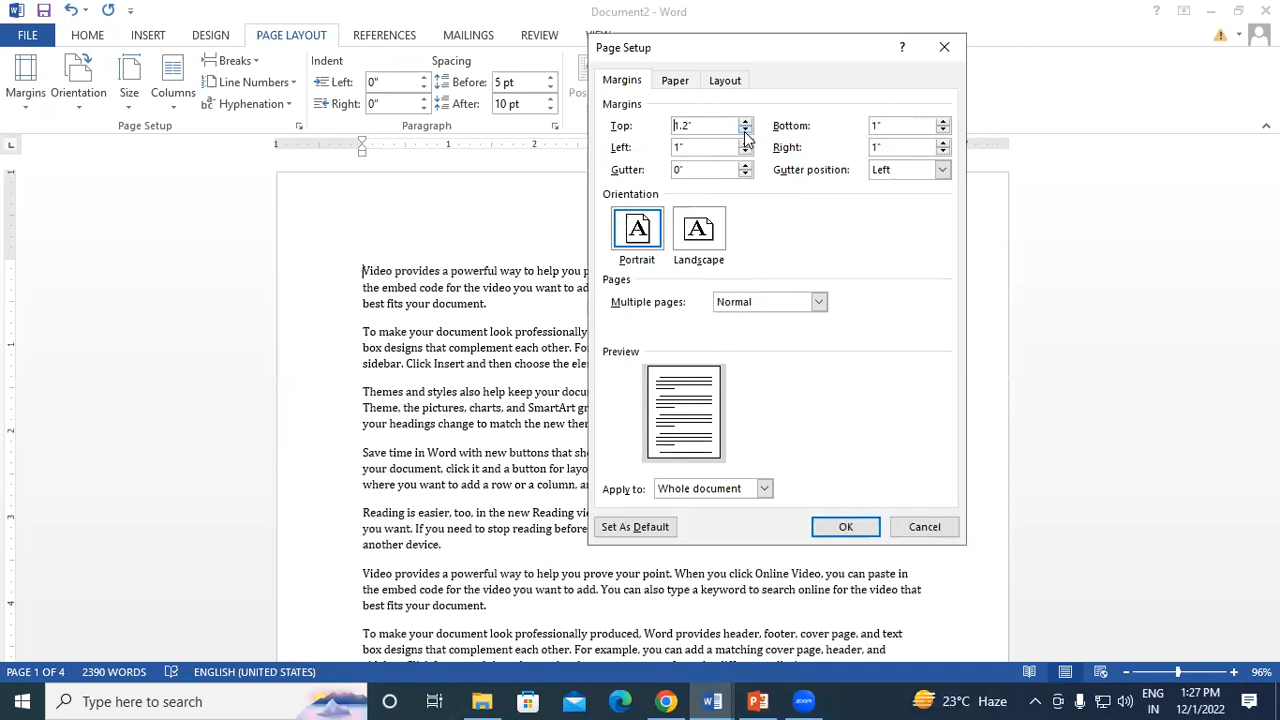 Document2 - Word
FILE HOME INSERT DESIGN PAGE LAYOUT REFERENCES MAILINGS REVIEW
Margins Orientation Size Columns
Breaks
Line Numbers
Hyphenation
Page Setup
Indent
Left: 0"
Right: 0"
Spacing
Before: 5 pt
After: 10 pt
Paragraph
Page Setup
Margins Paper Layout
Margins
Top: 1.2" Bottom: 1"
Left: 1" Right: 1"
Gutter: 0" Gutter position: Left
Orientation
Portrait Landscape
Pages
Multiple pages: Normal
Preview
Apply to: Whole document
Set As Default OK Cancel
1 1 2
1
1
2
3
4
Video provides a powerful way to help you
the embed code for the video you want to
best fits your document.
To make your document look professionally
box designs that complement each other.
sidebar. Click Insert and then choose the
Themes and styles also help keep your
Theme, the pictures, charts, and SmartArt
your headings change to match the new
Save time in Word with new buttons that
your document, click it and a button for
where you want to add a row or a column,
Reading is easier, too, in the new Reading
you want. If you need to stop reading before
another device.
Video provides a powerful way to help you prove your point. When you click Online Video, you can paste in
the embed code for the video you want to add. You can also type a keyword to search online for the video that
best fits your document.
To make your document look professionally produced, Word provides header, footer, cover page, and text
box designs that complement each other. For example, you can add a matching cover page, header, and
PAGE 1 OF 4 2390 WORDS ENGLISH (UNITED STATES) 96%
Type here to search
23°C Haze
ENG
IN
1:27 PM
12/1/2022